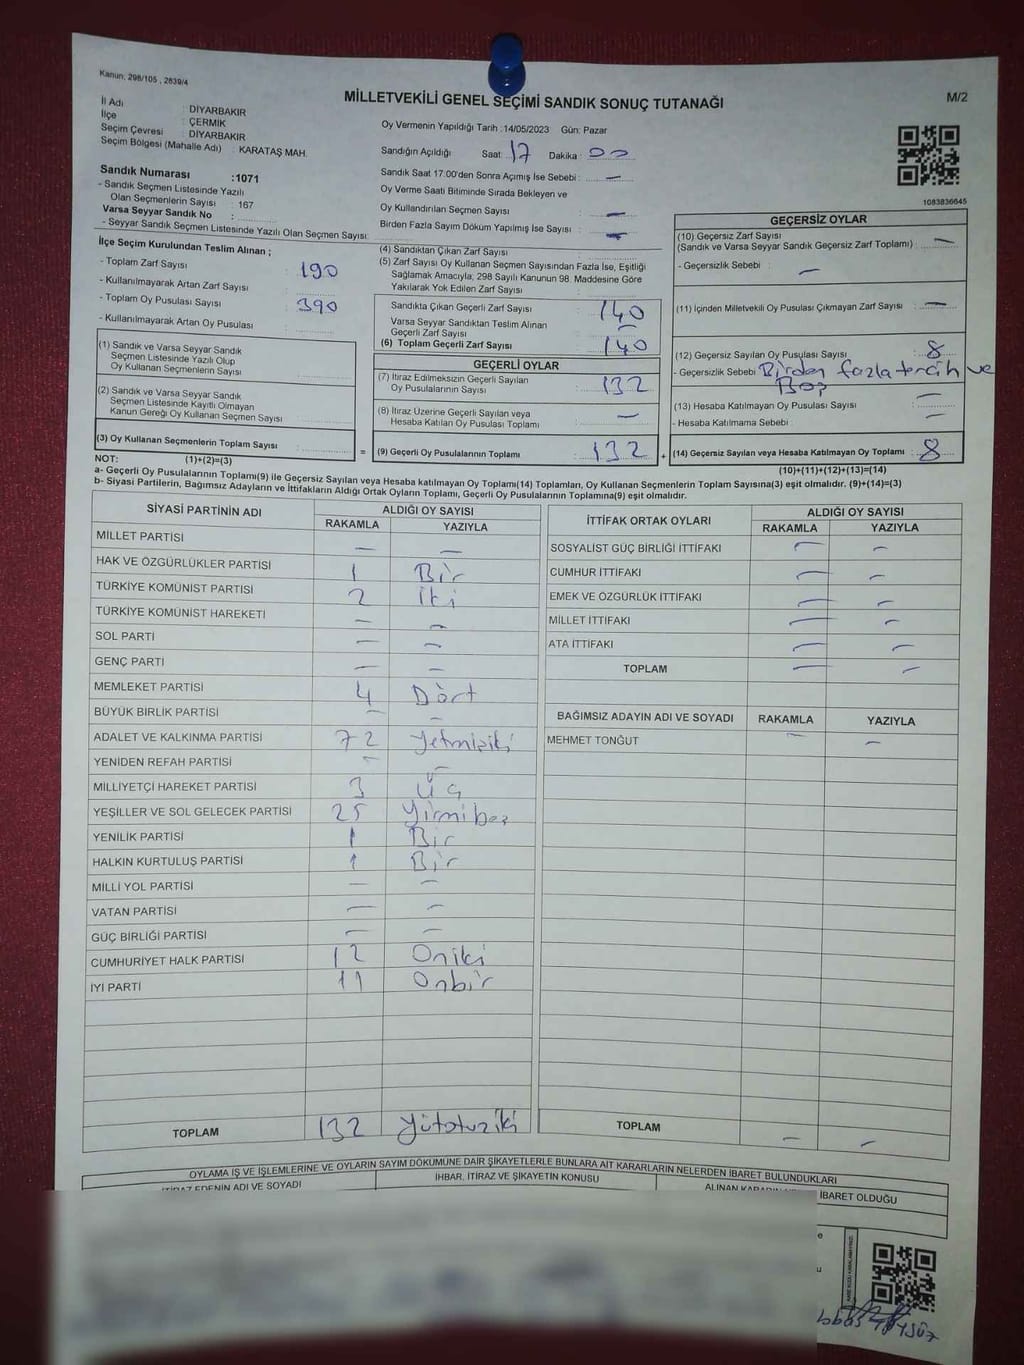 Kanun. 298/105 , 2839/4
MİLLETVEKİLİ GENEL SEÇİMİ SANDIK SONUÇ TUTANAĞI
M/2
İl Adı : DİYARBAKIR
İlçe : ÇERMİK
Seçim Çevresi : DİYARBAKIR
Seçim Bölgesi (Mahalle Adı) : KARATAŞ MAH.
Sandık Numarası :1071
- Sandık Seçmen Listesinde Yazılı
Olan Seçmenlerin Sayısı : 167
Varsa Seyyar Sandık No :
- Seyyar Sandık Seçmen Listesinde Yazılı Olan Seçmen Sayısı:
Oy Vermenin Yapıldığı Tarih :14/05/2023 Gün: Pazar
Sandığın Açıldığı Saat: 17 Dakika : 00
Sandık Saat 17:00'den Sonra Açımış İse Sebebi : —
Oy Verme Saati Bitiminde Sırada Bekleyen ve
Oy Kullandırılan Seçmen Sayısı : —
Birden Fazla Sayım Döküm Yapılmış İse Sayısı : —
1083836645
İlçe Seçim Kurulundan Teslim Alınan ;
- Toplam Zarf Sayısı : 190
- Kullanılmayarak Artan Zarf Sayısı :
- Toplam Oy Pusulası Sayısı : 390
- Kullanılmayarak Artan Oy Pusulası :
(1) Sandık ve Varsa Seyyar Sandık
Seçmen Listesinde Yazılı Olup
Oy Kullanan Seçmenlerin Sayısı :
(2) Sandık ve Varsa Seyyar Sandık
Seçmen Listesinde Kayıtlı Olmayan
Kanun Gereği Oy Kullanan Seçmen Sayısı :
(3) Oy Kullanan Seçmenlerin Toplam Sayısı :
(1)+(2)=(3)
(4) Sandıktan Çıkan Zarf Sayısı :
(5) Zarf Sayısı Oy Kullanan Seçmen Sayısından Fazla İse, Eşitliği
Sağlamak Amacıyla; 298 Sayılı Kanunun 98. Maddesine Göre
Yakılarak Yok Edilen Zarf Sayısı :
Sandıkta Çıkan Geçerli Zarf Sayısı : 140
Varsa Seyyar Sandıktan Teslim Alınan
Geçerli Zarf Sayısı : —
(6) Toplam Geçerli Zarf Sayısı : 140
GEÇERLİ OYLAR
(7) İtiraz Edilmeksizin Geçerli Sayılan
Oy Pusulalarının Sayısı : 132
(8) İtiraz Üzerine Geçerli Sayılan veya
Hesaba Katılan Oy Pusulası Toplamı : —
= (9) Geçerli Oy Pusulalarının Toplamı : 132 +
GEÇERSİZ OYLAR
(10) Geçersiz Zarf Sayısı
(Sandık ve Varsa Seyyar Sandık Geçersiz Zarf Toplamı) : —
- Geçersizlik Sebebi : —
(11) İçinden Milletvekili Oy Pusulası Çıkmayan Zarf Sayısı : —
(12) Geçersiz Sayılan Oy Pusulası Sayısı : 8
- Geçersizlik Sebebi : Birden fazla tercih ve
Boş
(13) Hesaba Katılmayan Oy Pusulası Sayısı : —
- Hesaba Katılmama Sebebi : —
(14) Geçersiz Sayılan veya Hesaba Katılmayan Oy Toplamı : 8
(10)+(11)+(12)+(13)=(14)
NOT:
a- Geçerli Oy Pusulalarının Toplamı(9) ile Geçersiz Sayılan veya Hesaba katılmayan Oy Toplamı(14) Toplamları, Oy Kullanan Seçmenlerin Toplam Sayısına(3) eşit olmalıdır. (9)+(14)=(3)
b- Siyasi Partilerin, Bağımsız Adayların ve İttifakların Aldığı Ortak Oyların Toplamı, Geçerli Oy Pusulalarının Toplamına(9) eşit olmalıdır.
SİYASİ PARTİNİN ADI ALDIĞI OY SAYISI
RAKAMLA YAZIYLA
MİLLET PARTİSİ — —
HAK VE ÖZGÜRLÜKLER PARTİSİ 1 Bir
TÜRKİYE KOMÜNİST PARTİSİ 2 İki
TÜRKİYE KOMÜNİST HAREKETİ — —
SOL PARTİ — —
GENÇ PARTİ — —
MEMLEKET PARTİSİ 4 Dört
BÜYÜK BİRLİK PARTİSİ — —
ADALET VE KALKINMA PARTİSİ 72 Yetmişiki
YENİDEN REFAH PARTİSİ — —
MİLLİYETÇİ HAREKET PARTİSİ 3 Üç
YEŞİLLER VE SOL GELECEK PARTİSİ 25 Yirmibeş
YENİLİK PARTİSİ 1 Bir
HALKIN KURTULUŞ PARTİSİ 1 Bir
MİLLİ YOL PARTİSİ — —
VATAN PARTİSİ — —
GÜÇ BİRLİĞİ PARTİSİ — —
CUMHURİYET HALK PARTİSİ 12 Oniki
İYİ PARTİ 11 Onbir
TOPLAM 132 Yüzotuziki
İTTİFAK ORTAK OYLARI ALDIĞI OY SAYISI
RAKAMLA YAZIYLA
SOSYALİST GÜÇ BİRLİĞİ İTTİFAKI — —
CUMHUR İTTİFAKI — —
EMEK VE ÖZGÜRLÜK İTTİFAKI — —
MİLLET İTTİFAKI — —
ATA İTTİFAKI — —
TOPLAM — —
BAĞIMSIZ ADAYIN ADI VE SOYADI RAKAMLA YAZIYLA
MEHMET TONĞUT — —
TOPLAM — —
OYLAMA İŞ VE İŞLEMLERİNE VE OYLARIN SAYIM DÖKÜMÜNE DAİR ŞİKAYETLERLE BUNLARA AİT KARARLARIN NELERDEN İBARET BULUNDUKLARI
İTİRAZ EDENİN ADI VE SOYADI İHBAR, İTİRAZ VE ŞİKAYETİN KONUSU
İBARET OLDUĞU